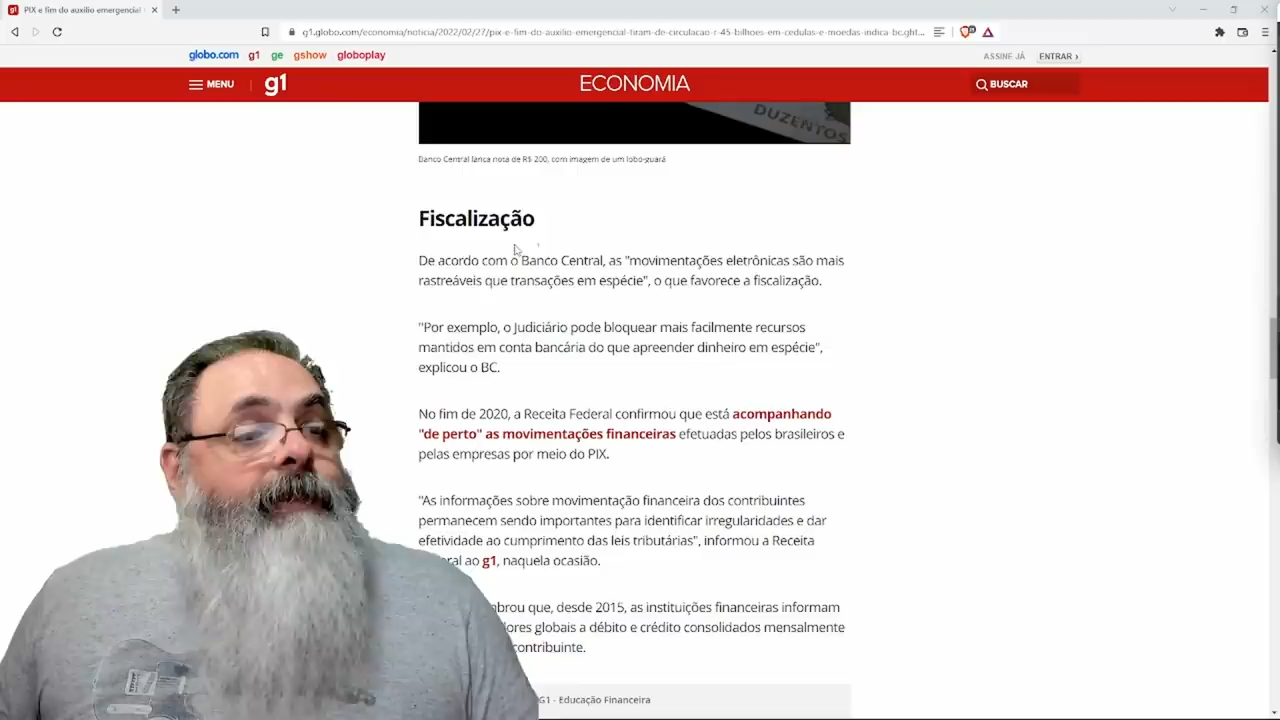 PIX e fim do auxílio emergencial
g1.globo.com/economia/noticia/2022/02/27/pix-e-fim-do-auxilio-emergencial-tiram-de-circulacao-r-45-bilhoes-em-cedulas-e-moedas-indica-bc.ght...
globo.com g1 ge gshow globoplay
ASSINE JÁ ENTRAR ›
MENU g1 ECONOMIA BUSCAR
DUZENTOS
Banco Central lança nota de R$ 200, com imagem de um lobo-guará
Fiscalização
De acordo com o Banco Central, as "movimentações eletrônicas são mais
rastreáveis que transações em espécie", o que favorece a fiscalização.
"Por exemplo, o Judiciário pode bloquear mais facilmente recursos
mantidos em conta bancária do que apreender dinheiro em espécie",
explicou o BC.
No fim de 2020, a Receita Federal confirmou que está acompanhando
"de perto" as movimentações financeiras efetuadas pelos brasileiros e
pelas empresas por meio do PIX.
"As informações sobre movimentação financeira dos contribuintes
permanecem sendo importantes para identificar irregularidades e dar
efetividade ao cumprimento das leis tributárias", informou a Receita
ral ao g1, naquela ocasião.
brou que, desde 2015, as instituições financeiras informam
ores globais a débito e crédito consolidados mensalmente
contribuinte.
G1 - Educação Financeira